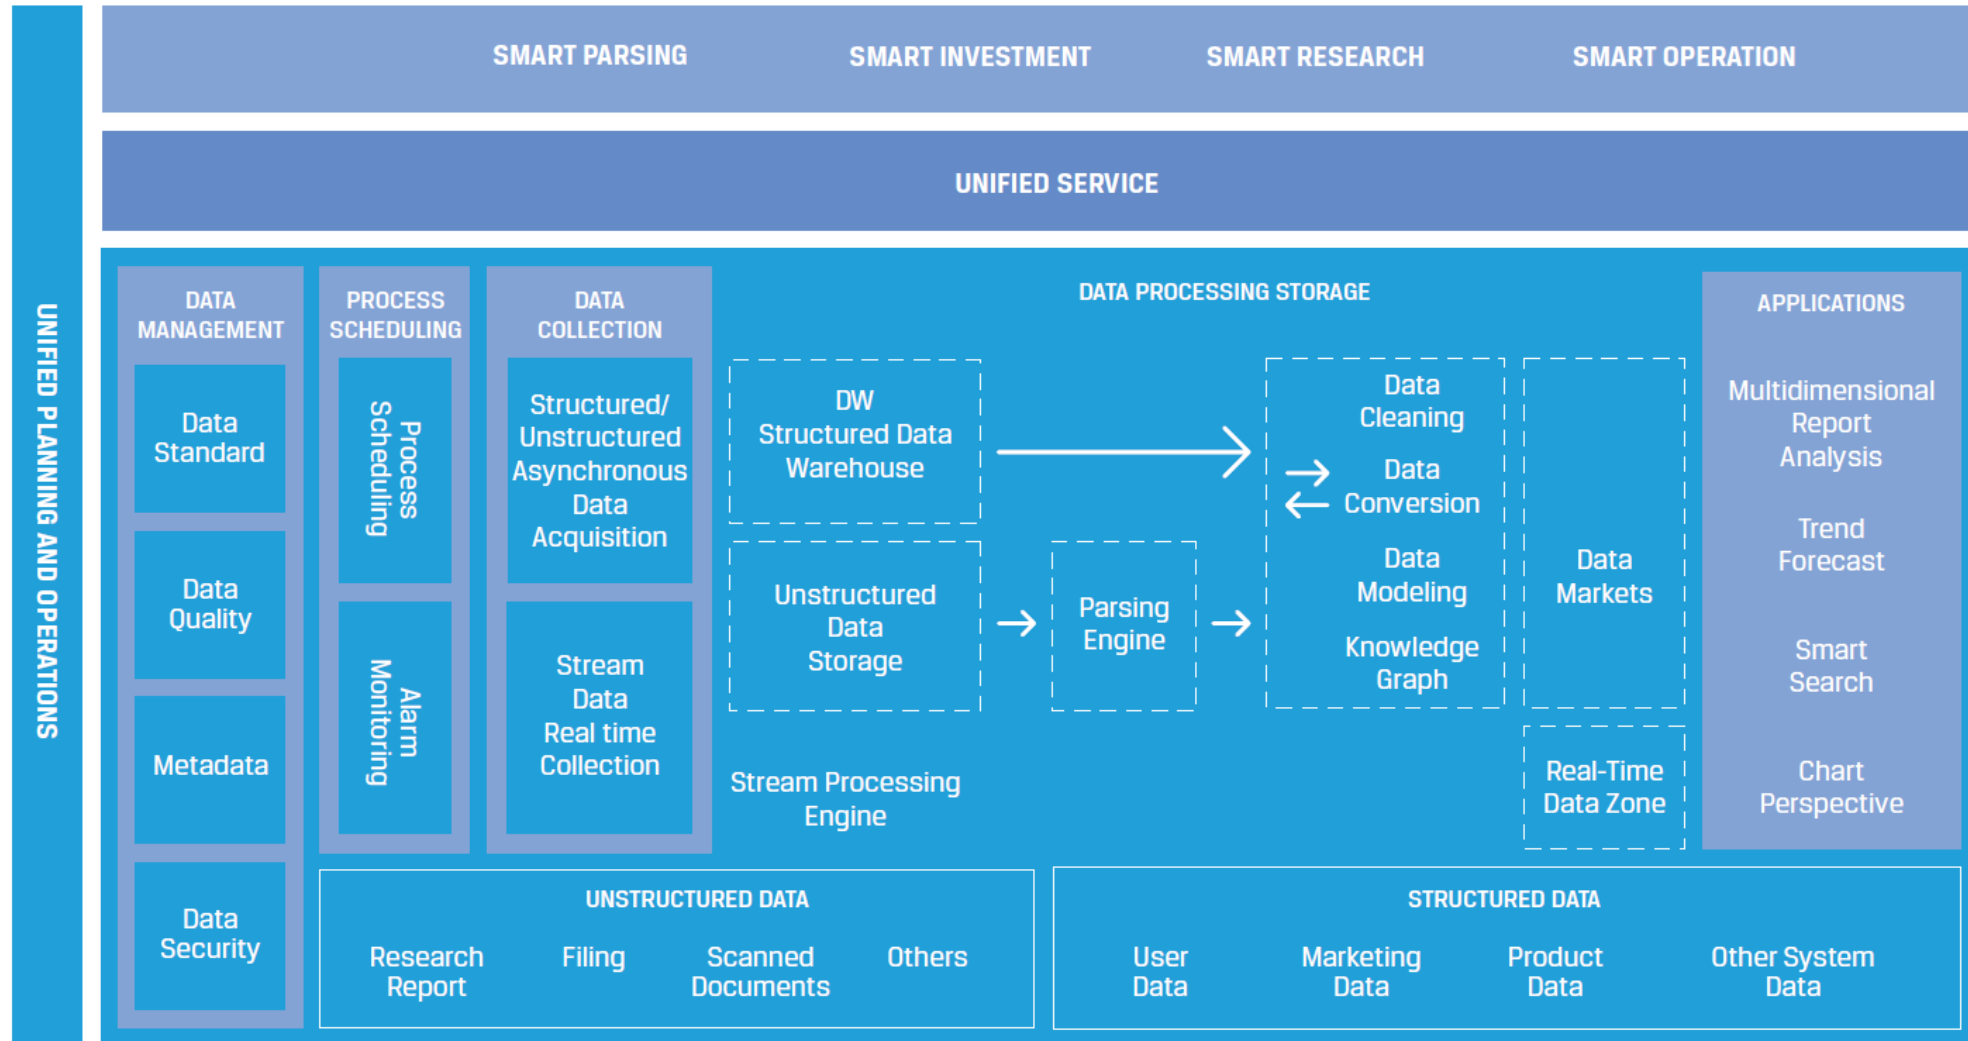 SMART PARSING
SMART INVESTMENT
SMART RESEARCH
SMART OPERATION
UNIFIED SERVICE
UNIFIED PLANNING AND OPERATIONS
DATA
MANAGEMENT
Data
Standard
Data
Quality
Metadata
Data
Security
PROCESS
SCHEDULING
Process
Scheduling
Alarm
Monitoring
DATA
COLLECTION
Structured/
Unstructured
Asynchronous
Data
Acquisition
Stream
Data
Real time
Collection
DATA PROCESSING STORAGE
DW
Structured Data
Warehouse
Unstructured
Data
Storage
Stream Processing
Engine
Parsing
Engine
Data
Cleaning
Data
Conversion
Data
Modeling
Knowledge
Graph
Data
Markets
Real-Time
Data Zone
APPLICATIONS
Multidimensional
Report
Analysis
Trend
Forecast
Smart
Search
Chart
Perspective
UNSTRUCTURED DATA
Research
Report
Filing
Scanned
Documents
Others
STRUCTURED DATA
User
Data
Marketing
Data
Product
Data
Other System
Data